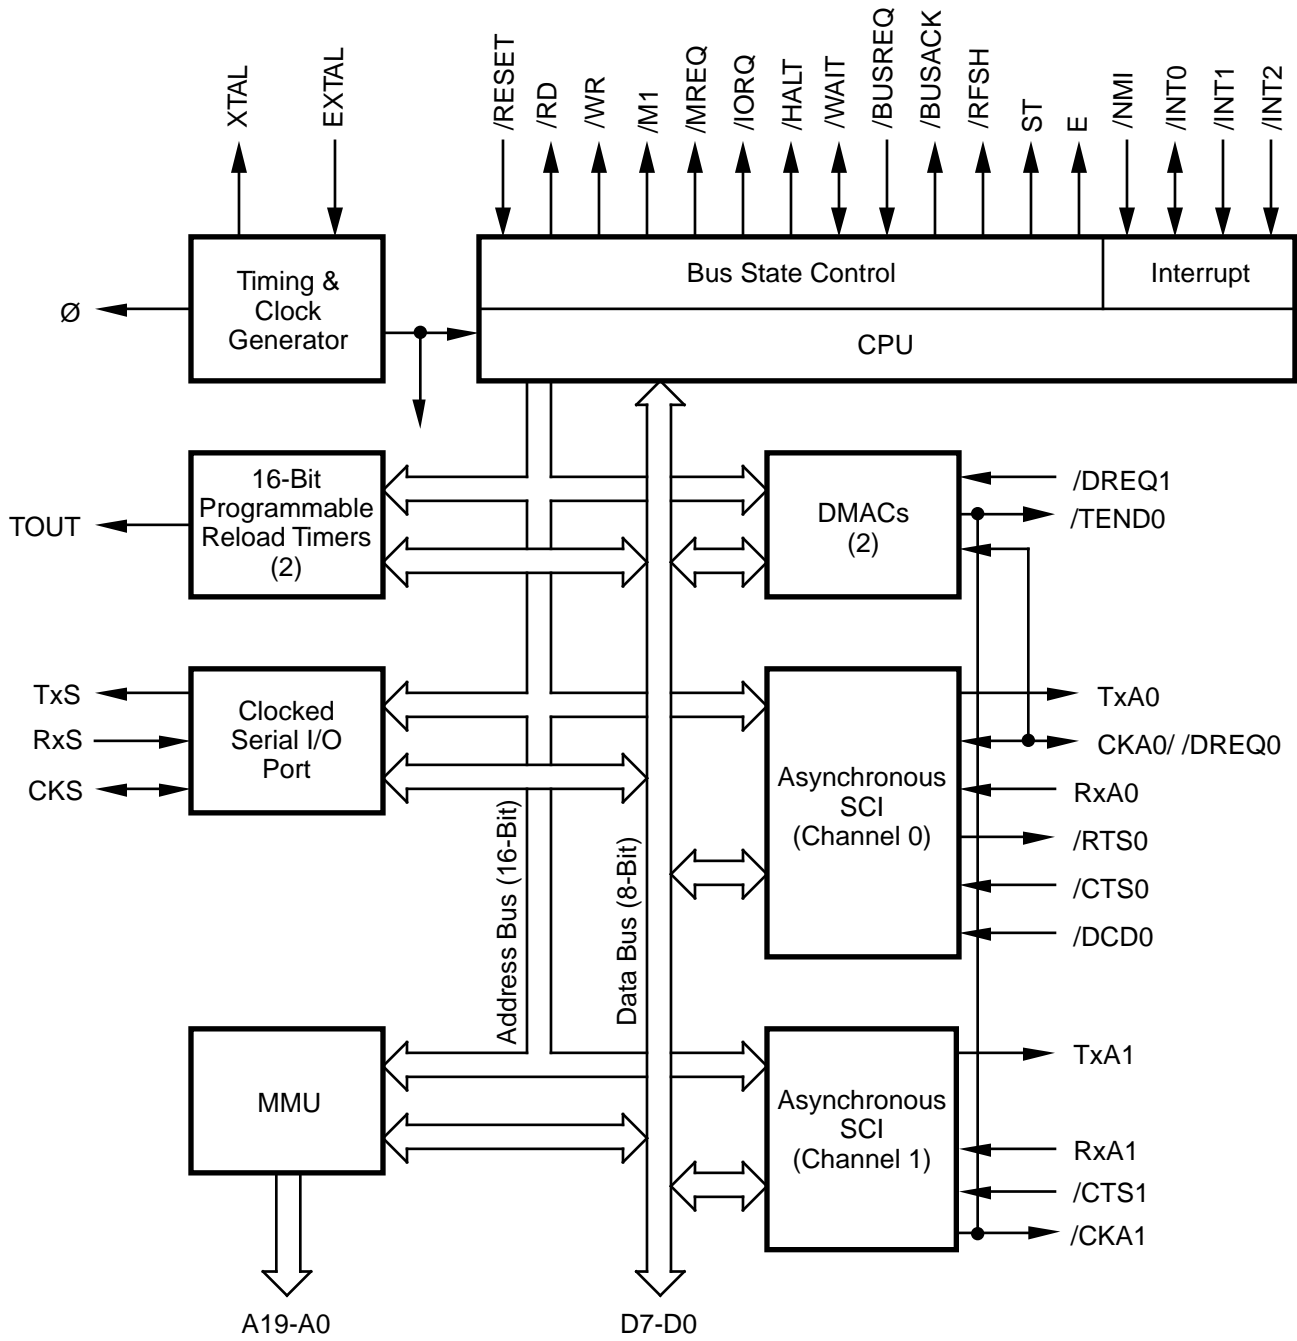 XTAL
EXTAL
/RESET
/RD
/WR
/M1
/MREQ
/IORQ
/HALT
/WAIT
/BUSREQ
/BUSACK
/RFSH
ST
E
/NMI
/INT0
/INT1
/INT2
Timing &
Clock
Generator
Ø
Bus State Control
Interrupt
CPU
16-Bit
Programmable
Reload Timers
(2)
TOUT
DMACs
(2)
/DREQ1
/TEND0
TxS
RxS
CKS
Clocked
Serial I/O
Port
Address Bus (16-Bit)
Data Bus (8-Bit)
Asynchronous
SCI
(Channel 0)
TxA0
CKA0/ /DREQ0
RxA0
/RTS0
/CTS0
/DCD0
MMU
Asynchronous
SCI
(Channel 1)
TxA1
RxA1
/CTS1
/CKA1
A19-A0
D7-D0